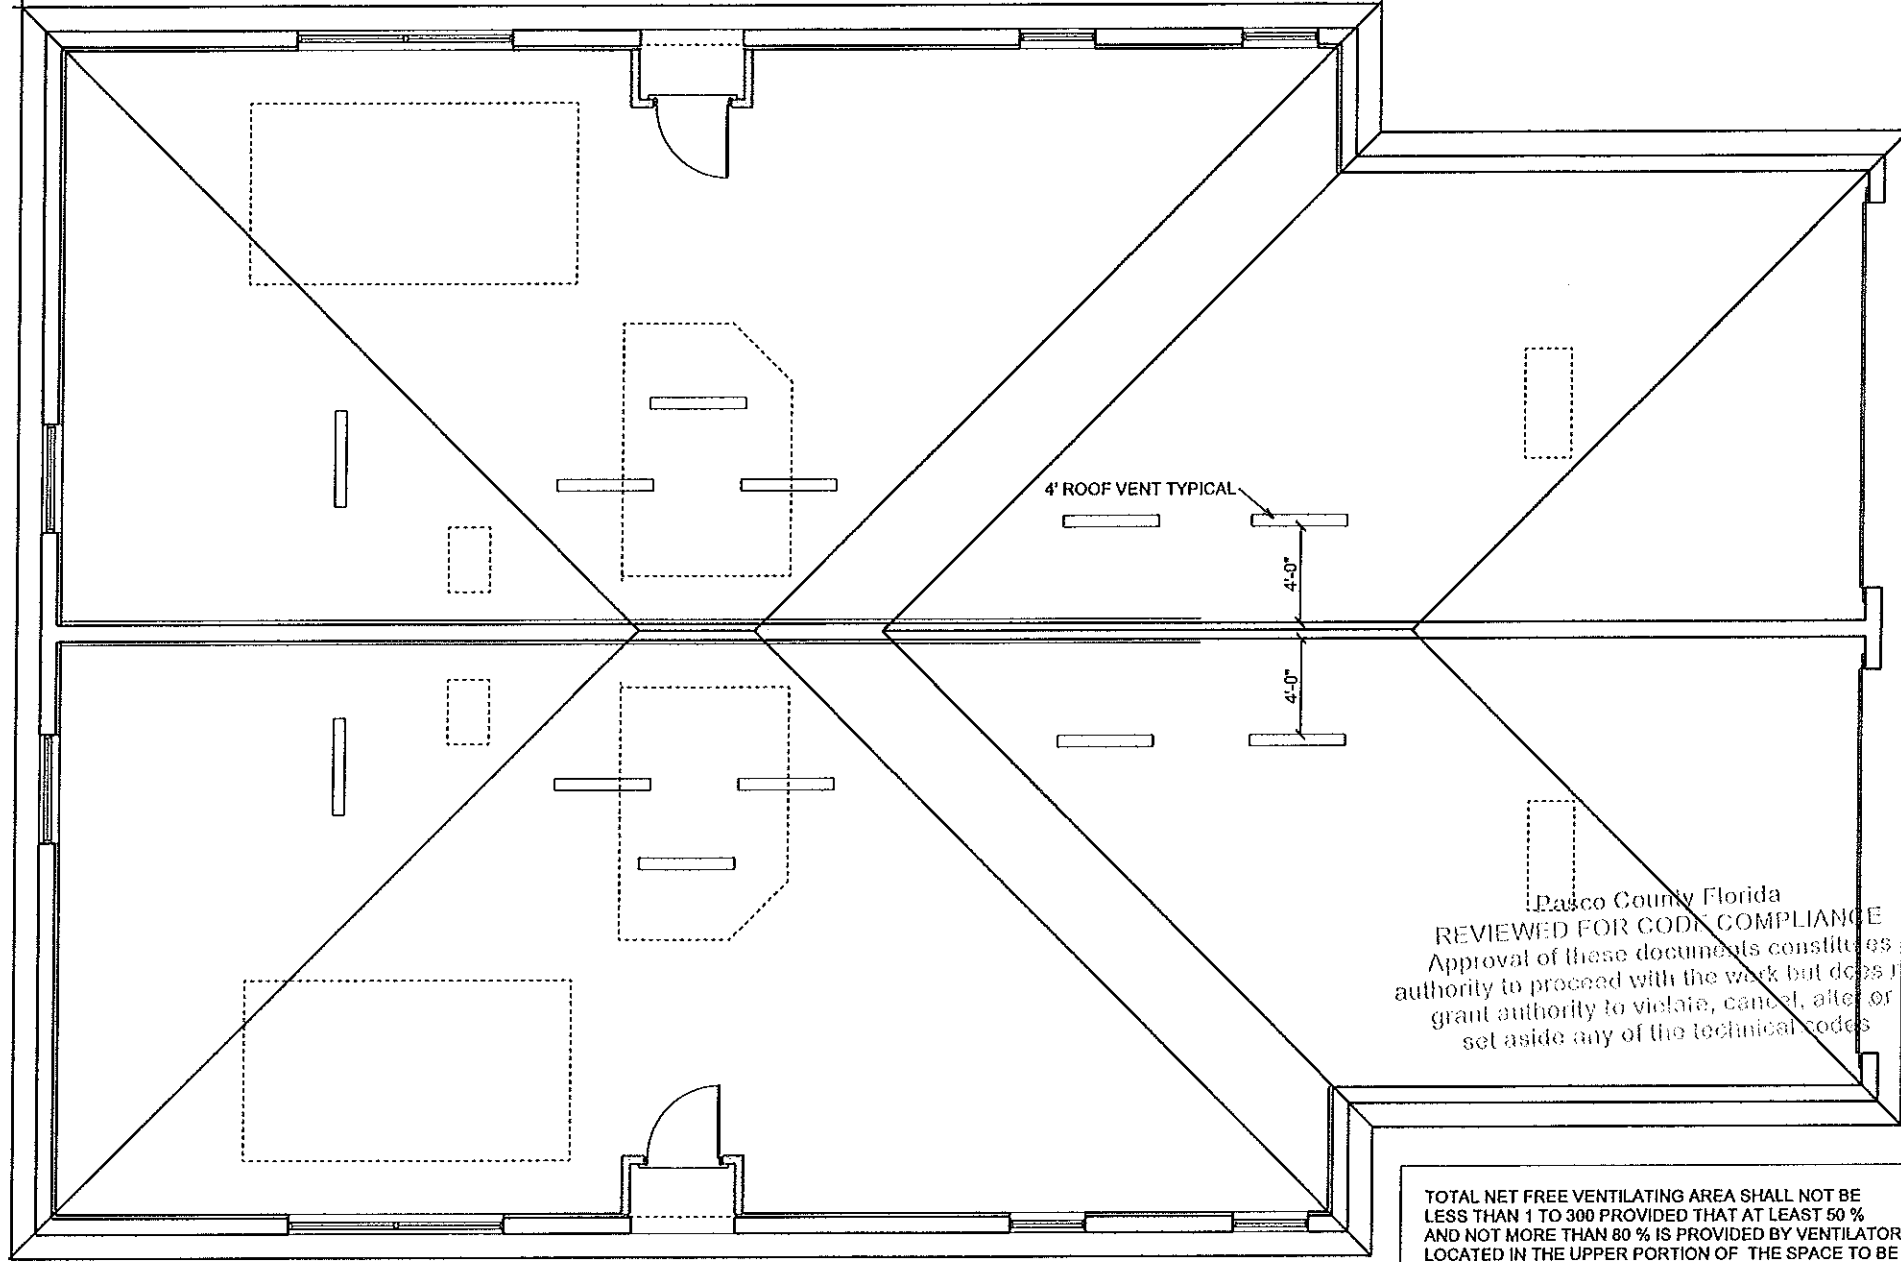 4' ROOF VENT TYPICAL
4'-0"
4'-0"
Pasco County Florida
REVIEWED FOR CODE COMPLIANCE
Approval of these documents constitutes
authority to proceed with the work but does
grant authority to violate, cancel, alter or
set aside any of the technical codes
TOTAL NET FREE VENTILATING AREA SHALL NOT BE
LESS THAN 1 TO 300 PROVIDED THAT AT LEAST 50 %
AND NOT MORE THAN 80 % IS PROVIDED BY VENTILATOR
LOCATED IN THE UPPER PORTION OF THE SPACE TO BE